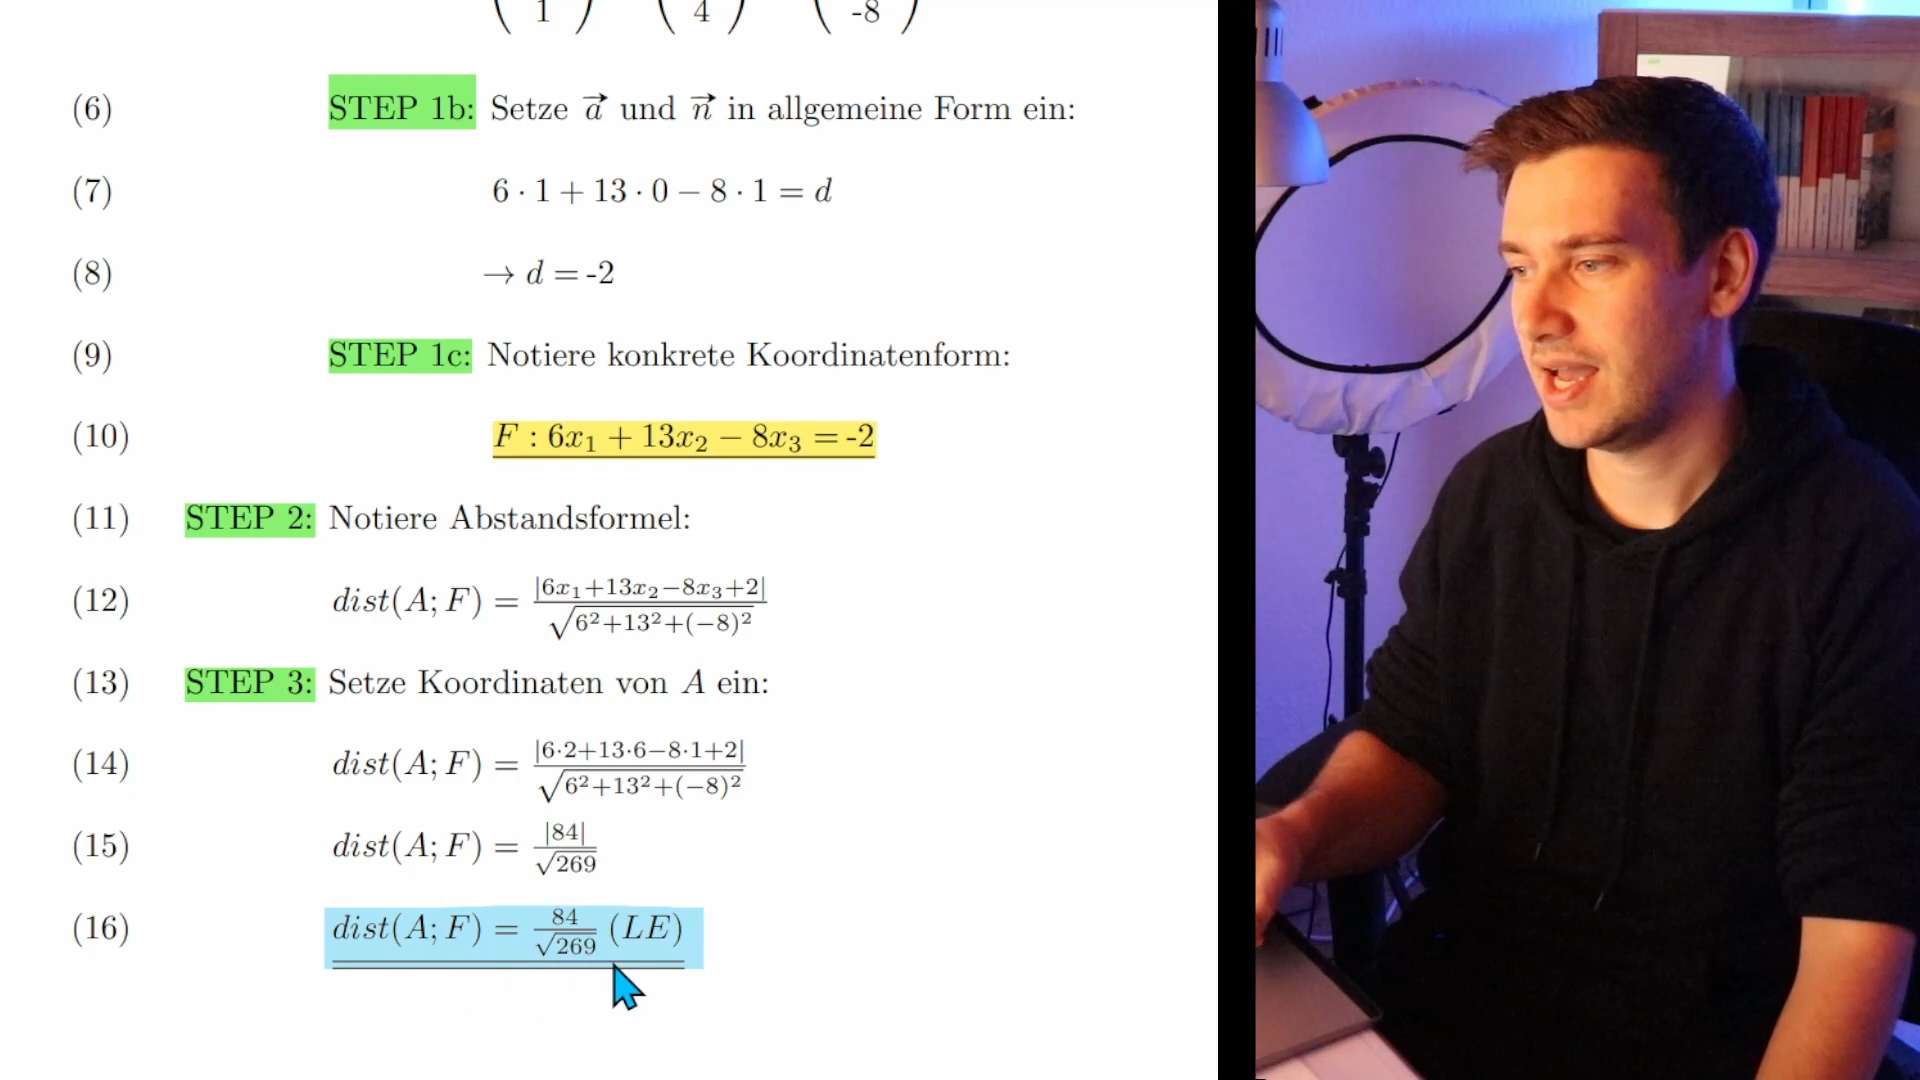 1 4 -8
(6) STEP 1b: Setze a⃗ und n⃗ in allgemeine Form ein:
(7) 6 · 1 + 13 · 0 − 8 · 1 = d
(8) → d = -2
(9) STEP 1c: Notiere konkrete Koordinatenform:
(10) F : 6x₁ + 13x₂ − 8x₃ = -2
(11) STEP 2: Notiere Abstandsformel:
(12) dist(A; F) = |6x₁+13x₂−8x₃+2| / √(6²+13²+(−8)²)
(13) STEP 3: Setze Koordinaten von A ein:
(14) dist(A; F) = |6·2+13·6−8·1+2| / √(6²+13²+(−8)²)
(15) dist(A; F) = |84| / √269
(16) dist(A; F) = 84 / √269 (LE)